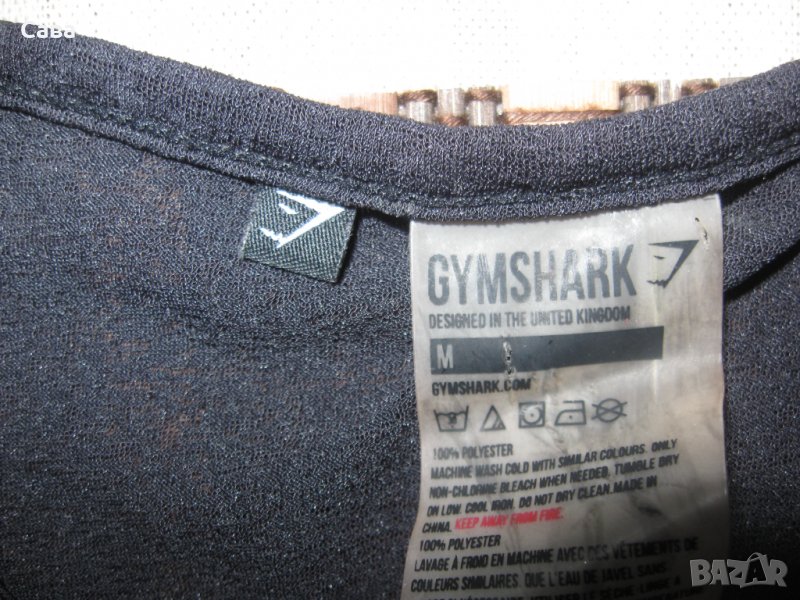 Сава
GYMSHARK
DESIGNED IN THE UNITED KINGDOM
M
GYMSHARK.COM
100% POLYESTER
MACHINE WASH COLD WITH SIMILAR COLOURS. ONLY
NON-CHLORINE BLEACH WHEN NEEDED. TUMBLE DRY
ON LOW. COOL IRON. DO NOT DRY CLEAN. MADE IN
CHINA. KEEP AWAY FROM FIRE.
100% POLYESTER
LAVAGE À FROID EN MACHINE AVEC DES VÊTEMENTS DE
COULEURS SIMILAIRES. QUE L'EAU DE JAVEL SANS
SÈCHE LINGE À
BAZAR